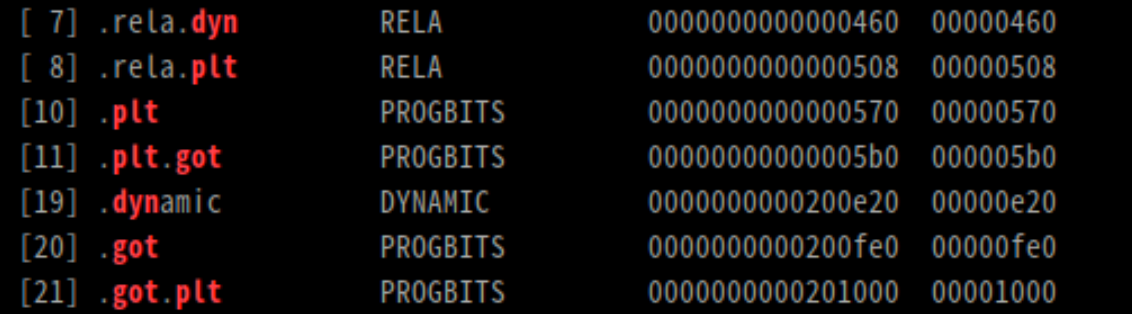 [ 7] .rela.dyn RELA 0000000000000460 00000460
[ 8] .rela.plt RELA 0000000000000508 00000508
[10] .plt PROGBITS 0000000000000570 00000570
[11] .plt.got PROGBITS 00000000000005b0 000005b0
[19] .dynamic DYNAMIC 0000000000200e20 00000e20
[20] .got PROGBITS 0000000000200fe0 00000fe0
[21] .got.plt PROGBITS 0000000000201000 00001000